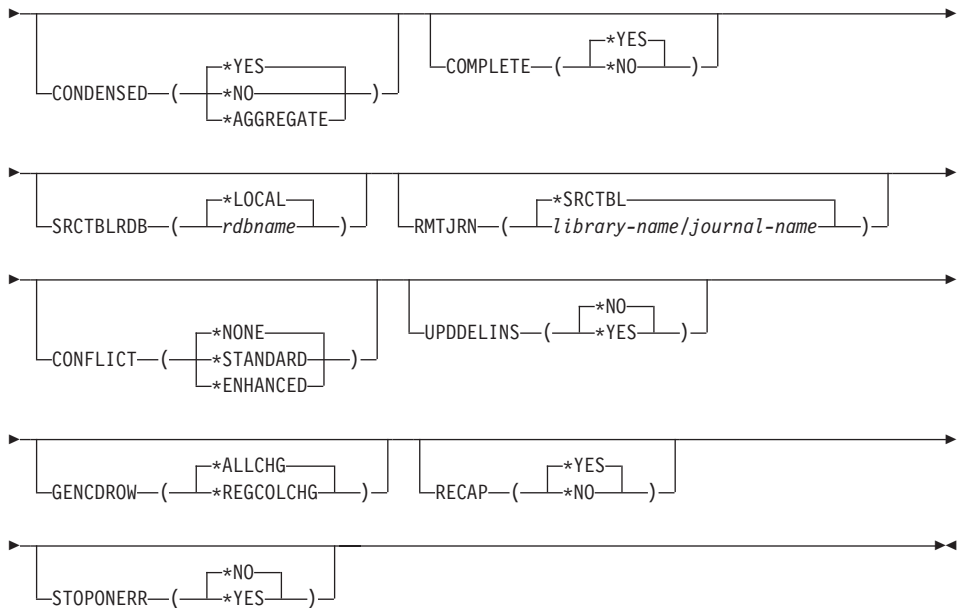 *YES
CONDENSED ( *NO )
*AGGREGATE
*YES
COMPLETE ( *NO )
*LOCAL
SRCTBLRDB ( rdbname )
*SRCTBL
RMTJRN ( library-name/journal-name )
*NONE
CONFLICT ( *STANDARD )
*ENHANCED
*NO
UPDDELINS ( *YES )
*ALLCHG
GENCDROW ( *REGCOLCHG )
*YES
RECAP ( *NO )
*NO
STOPONERR ( *YES )